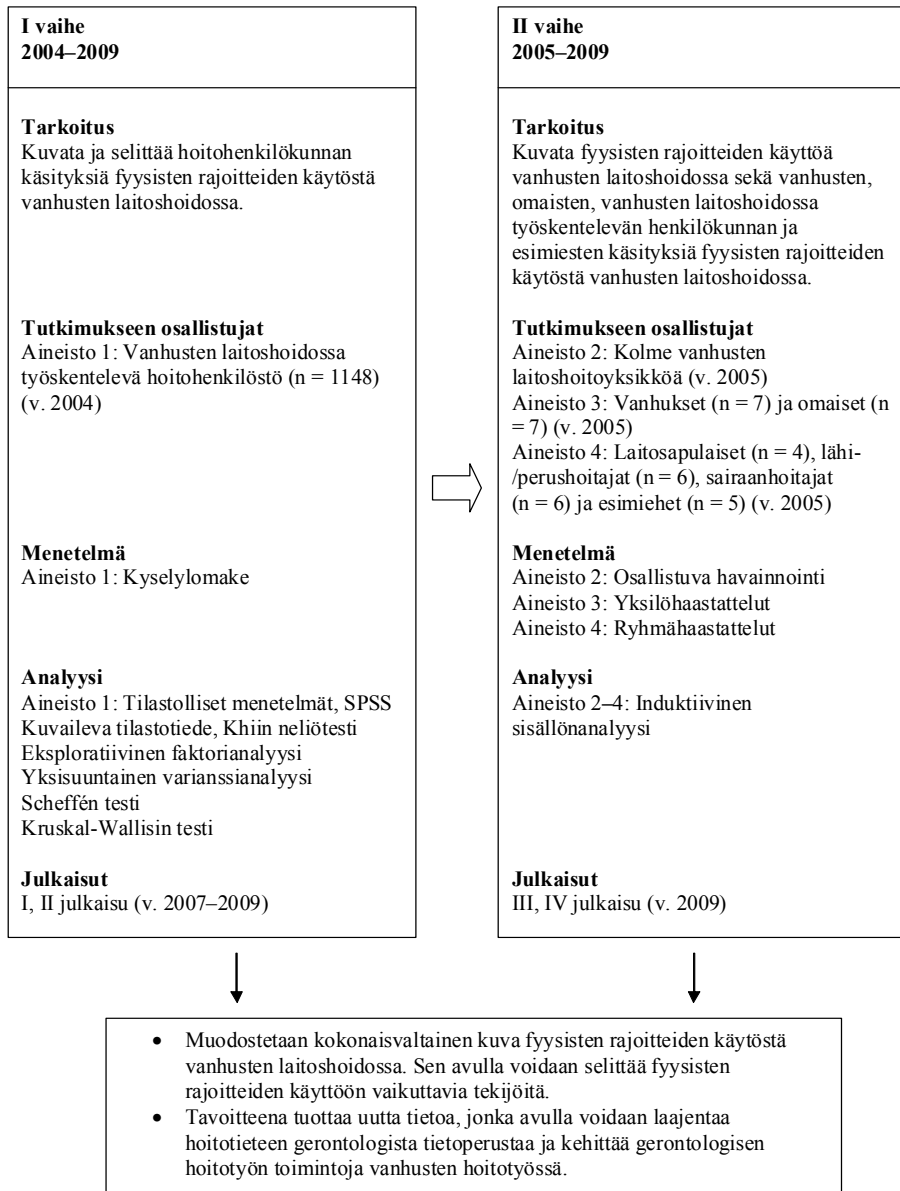 I vaihe
2004–2009
Tarkoitus
Kuvata ja selittää hoitohenkilökunnan
käsityksiä fyysisten rajoitteiden käytöstä
vanhusten laitoshoidossa.
Tutkimukseen osallistujat
Aineisto 1: Vanhusten laitoshoidossa
työskentelevä hoitohenkilöstö (n = 1148)
(v. 2004)
Menetelmä
Aineisto 1: Kyselylomake
Analyysi
Aineisto 1: Tilastolliset menetelmät, SPSS
Kuvaileva tilastotiede, Khiin neliötesti
Eksploratiivinen faktorianalyysi
Yksisuuntainen varianssianalyysi
Scheffén testi
Kruskal-Wallisin testi
Julkaisut
I, II julkaisu (v. 2007–2009)
II vaihe
2005–2009
Tarkoitus
Kuvata fyysisten rajoitteiden käyttöä
vanhusten laitoshoidossa sekä vanhusten,
omaisten, vanhusten laitoshoidossa
työskentelevän henkilökunnan ja
esimiesten käsityksiä fyysisten rajoitteiden
käytöstä vanhusten laitoshoidossa.
Tutkimukseen osallistujat
Aineisto 2: Kolme vanhusten
laitoshoitoyksikköä (v. 2005)
Aineisto 3: Vanhukset (n = 7) ja omaiset (n
= 7) (v. 2005)
Aineisto 4: Laitosapulaiset (n = 4), lähi-
/perushoitajat (n = 6), sairaanhoitajat
(n = 6) ja esimiehet (n = 5) (v. 2005)
Menetelmä
Aineisto 2: Osallistuva havainnointi
Aineisto 3: Yksilöhaastattelut
Aineisto 4: Ryhmähaastattelut
Analyysi
Aineisto 2–4: Induktiivinen
sisällönanalyysi
Julkaisut
III, IV julkaisu (v. 2009)
• Muodostetaan kokonaisvaltainen kuva fyysisten rajoitteiden käytöstä
vanhusten laitoshoidossa. Sen avulla voidaan selittää fyysisten
rajoitteiden käyttöön vaikuttavia tekijöitä.
• Tavoitteena tuottaa uutta tietoa, jonka avulla voidaan laajentaa
hoitotieteen gerontologista tietoperustaa ja kehittää gerontologisen
hoitotyön toimintoja vanhusten hoitotyössä.